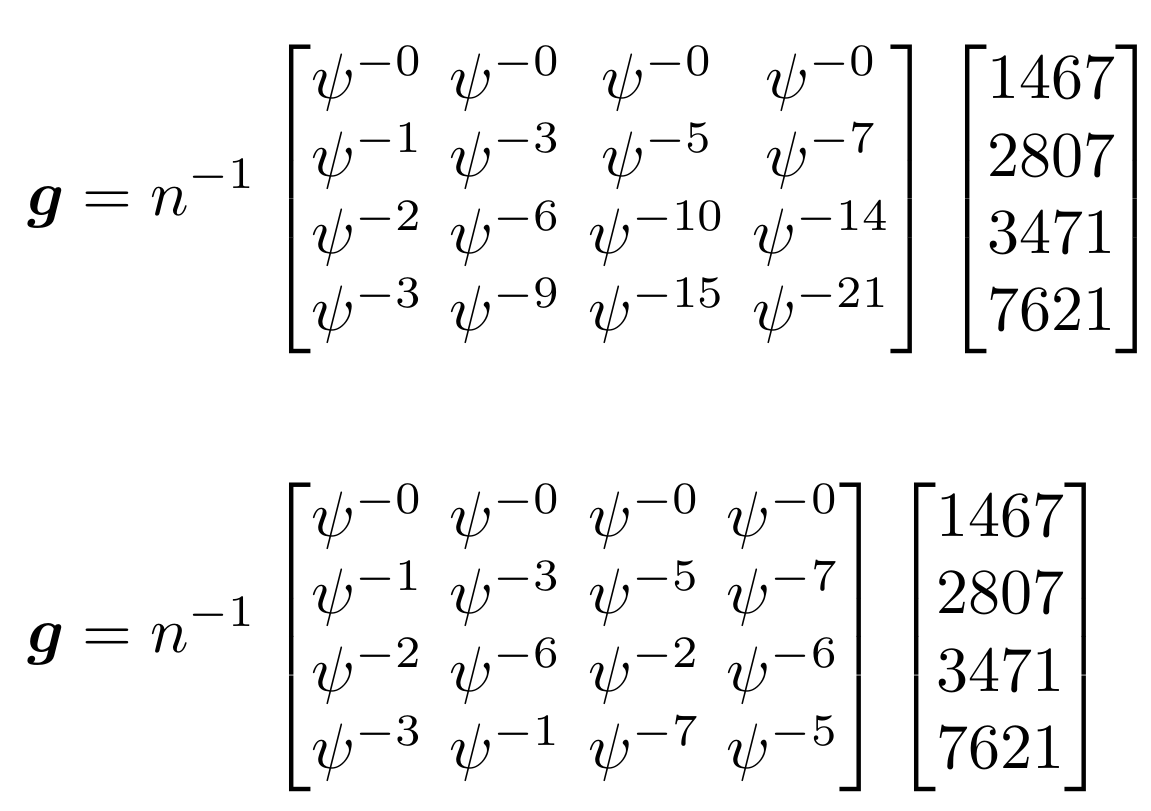 ψ⁻⁰ ψ⁻⁰ ψ⁻⁰ ψ⁻⁰ 1467
ψ⁻¹ ψ⁻³ ψ⁻⁵ ψ⁻⁷ 2807
g = n⁻¹
ψ⁻² ψ⁻⁶ ψ⁻¹⁰ ψ⁻¹⁴ 3471
ψ⁻³ ψ⁻⁹ ψ⁻¹⁵ ψ⁻²¹ 7621
ψ⁻⁰ ψ⁻⁰ ψ⁻⁰ ψ⁻⁰ 1467
ψ⁻¹ ψ⁻³ ψ⁻⁵ ψ⁻⁷ 2807
g = n⁻¹
ψ⁻² ψ⁻⁶ ψ⁻² ψ⁻⁶ 3471
ψ⁻³ ψ⁻¹ ψ⁻⁷ ψ⁻⁵ 7621